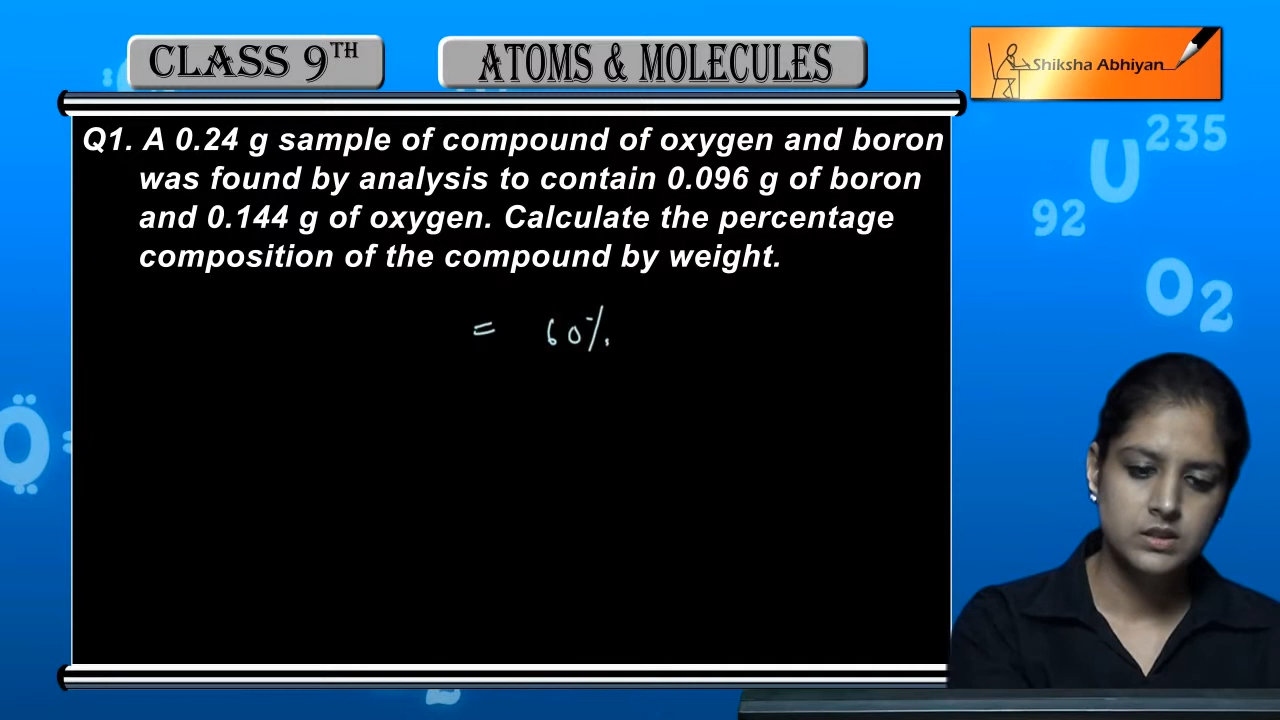 CLASS 9TH
ATOMS & MOLECULES
Shiksha Abhiyan
Q1. A 0.24 g sample of compound of oxygen and boron
was found by analysis to contain 0.096 g of boron
and 0.144 g of oxygen. Calculate the percentage
composition of the compound by weight.
= 60%
U 235
92
O2
Ö